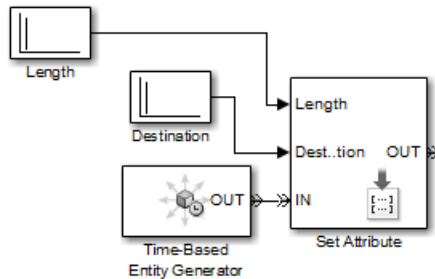 Length
Destination
OUT
Time-Based
Entity Generator
Length
Dest..tion
OUT
IN
[...]
Set Attribute